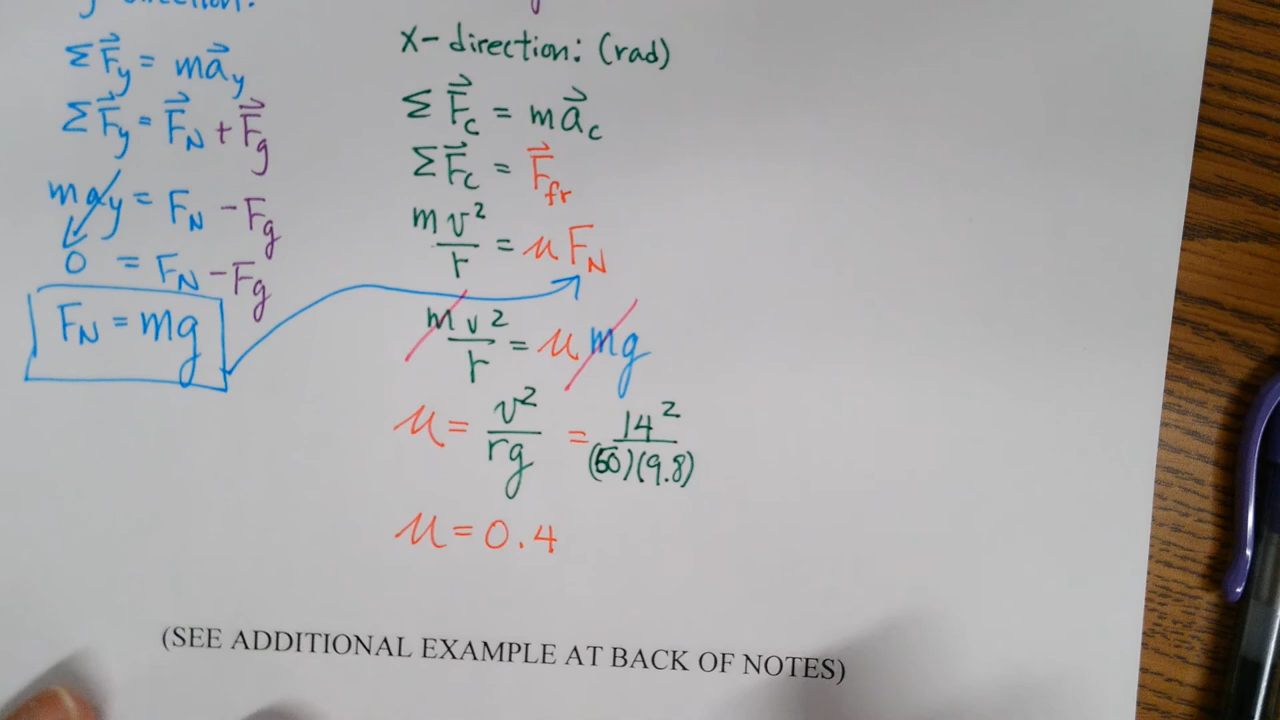 y-direction:
ΣF⃗y = ma⃗y
ΣF⃗y = F⃗N + F⃗g
may = FN - Fg
0 = FN - Fg
FN = mg
x-direction: (rad)
ΣF⃗c = ma⃗c
ΣF⃗c = F⃗fr
mv²/r = μFN
mv²/r = μmg
μ = v²/rg = 14²/(50)(9.8)
μ = 0.4
(SEE ADDITIONAL EXAMPLE AT BACK OF NOTES)